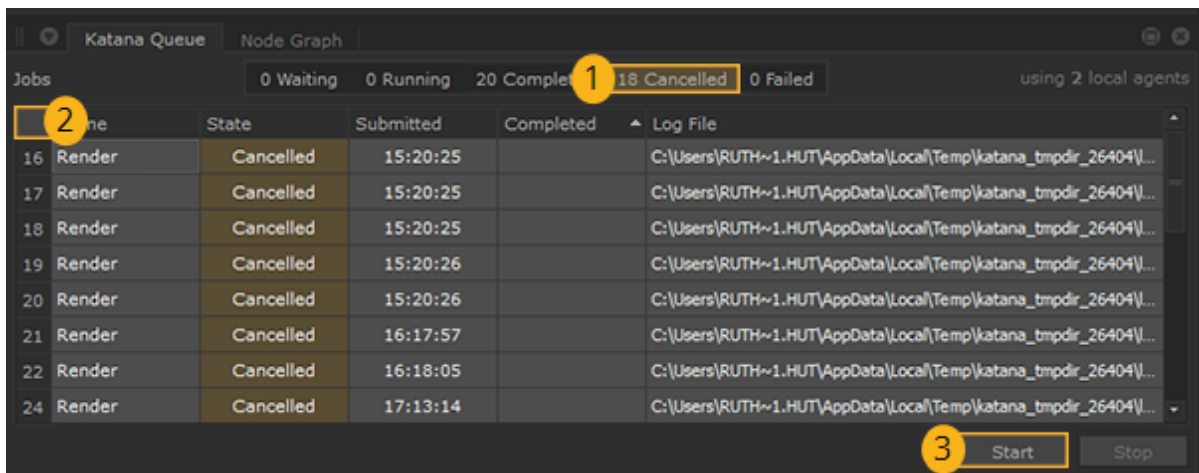 Katana Queue Node Graph
Jobs 0 Waiting 0 Running 20 Comple 1 18 Cancelled 0 Failed using 2 local agents
2 me State Submitted Completed Log File
16 Render Cancelled 15:20:25 C:\Users\RUTH~1.HUT\AppData\Local\Temp\katana_tmpdir_26404\l...
17 Render Cancelled 15:20:25 C:\Users\RUTH~1.HUT\AppData\Local\Temp\katana_tmpdir_26404\l...
18 Render Cancelled 15:20:25 C:\Users\RUTH~1.HUT\AppData\Local\Temp\katana_tmpdir_26404\l...
19 Render Cancelled 15:20:26 C:\Users\RUTH~1.HUT\AppData\Local\Temp\katana_tmpdir_26404\l...
20 Render Cancelled 15:20:26 C:\Users\RUTH~1.HUT\AppData\Local\Temp\katana_tmpdir_26404\l...
21 Render Cancelled 16:17:57 C:\Users\RUTH~1.HUT\AppData\Local\Temp\katana_tmpdir_26404\l...
22 Render Cancelled 16:18:05 C:\Users\RUTH~1.HUT\AppData\Local\Temp\katana_tmpdir_26404\l...
24 Render Cancelled 17:13:14 C:\Users\RUTH~1.HUT\AppData\Local\Temp\katana_tmpdir_26404\l...
3 Start Stop